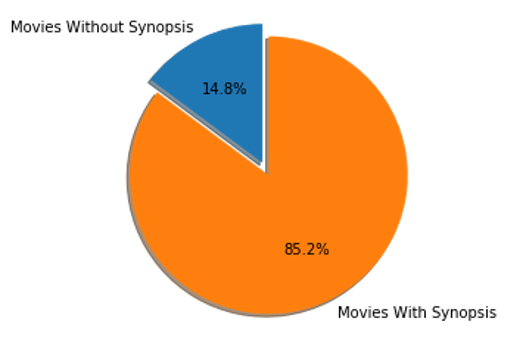 Movies Without Synopsis
14.8%
85.2%
Movies With Synopsis